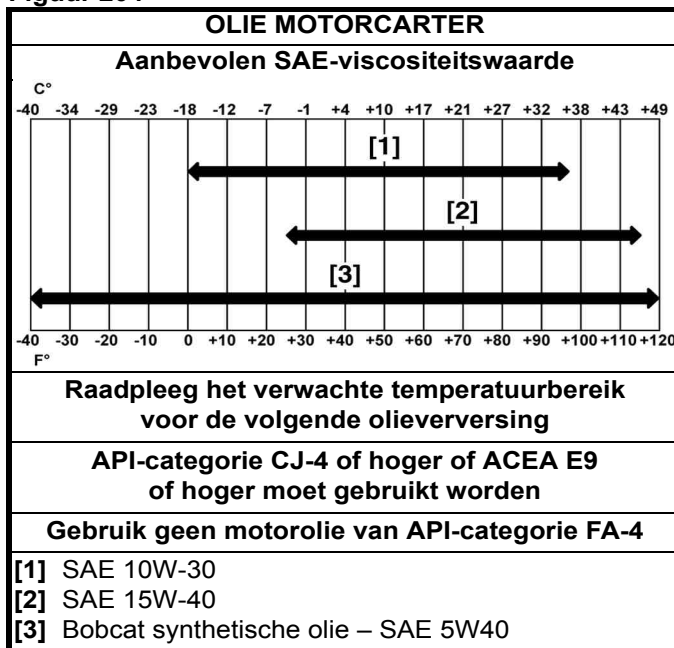 OLIE MOTORCARTER
Aanbevolen SAE-viscositeitswaarde
C°
-40 -34 -29 -23 -18 -12 -7 -1 +4 +10 +17 +21 +27 +32 +38 +43 +49
[1]
[2]
[3]
-40 -30 -20 -10 0 +10 +20 +30 +40 +50 +60 +70 +80 +90 +100 +110 +120
F°
Raadpleeg het verwachte temperatuurbereik
voor de volgende olieverversing
API-categorie CJ-4 of hoger of ACEA E9
of hoger moet gebruikt worden
Gebruik geen motorolie van API-categorie FA-4
[1] SAE 10W-30
[2] SAE 15W-40
[3] Bobcat synthetische olie – SAE 5W40